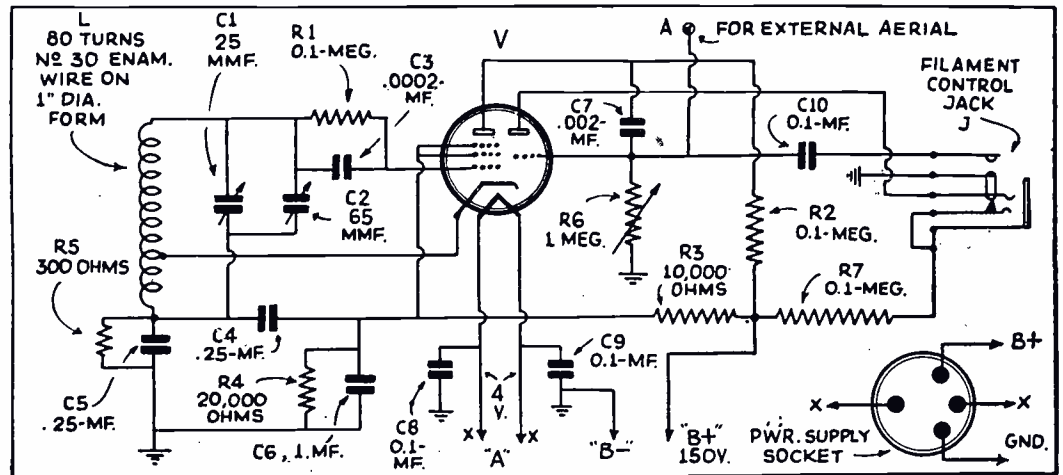 L
80 TURNS
Nº 30 ENAM.
WIRE ON
1" DIA.
FORM
C1
25
MMF.
R1
0.1-MEG.
C3
.0002-
MF.
V
A
FOR EXTERNAL AERIAL
FILAMENT
CONTROL
JACK
J
C7
.002-
MF.
C10
0.1-MF.
C2
65
MMF.
R5
300 OHMS
R6
1 MEG.
R2
0.1-MEG.
R3
10,000
OHMS
R7
0.1-MEG.
C4
.25-MF.
C5
.25-MF.
R4
20,000
OHMS
C6, 1. MF.
C8
0.1-
MF.
4
V.
C9
0.1-MF.
X
"A"
X
"B-"
"B+"
150V.
PWR. SUPPLY
SOCKET
B+
X
X
GND.